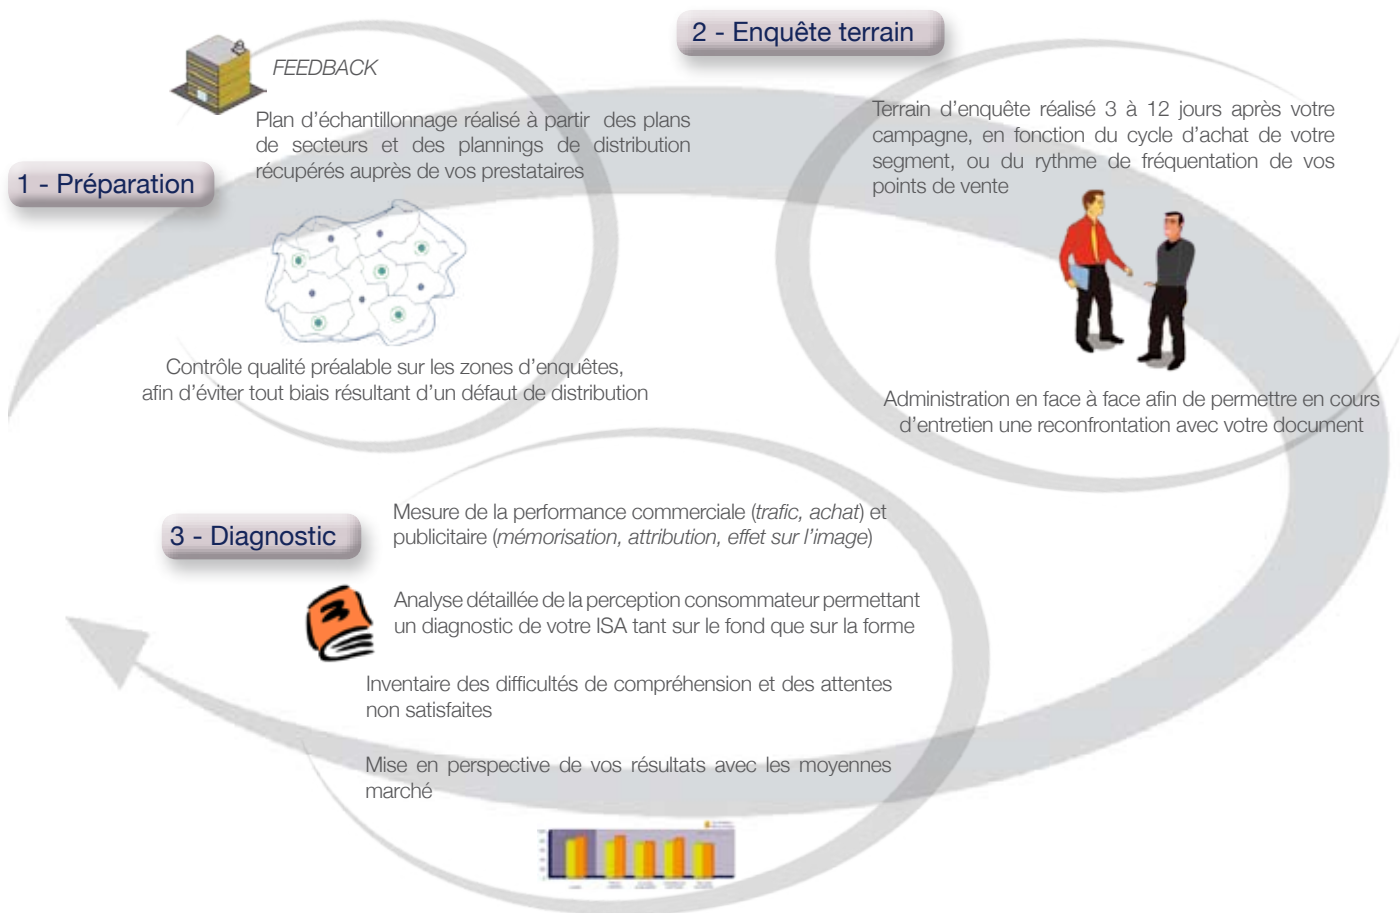 1 - Préparation
FEEDBACK
Plan d'échantillonnage réalisé à partir des plans
de secteurs et des plannings de distribution
récupérés auprès de vos prestataires
Contrôle qualité préalable sur les zones d'enquêtes,
afin d'éviter tout biais résultant d'un défaut de distribution
2 - Enquête terrain
Terrain d'enquête réalisé 3 à 12 jours après votre
campagne, en fonction du cycle d'achat de votre
segment, ou du rythme de fréquentation de vos
points de vente
Administration en face à face afin de permettre en cours
d'entretien une reconfrontation avec votre document
3 - Diagnostic
Mesure de la performance commerciale (trafic, achat) et
publicitaire (mémorisation, attribution, effet sur l'image)
3
Analyse détaillée de la perception consommateur permettant
un diagnostic de votre ISA tant sur le fond que sur la forme
Inventaire des difficultés de compréhension et des attentes
non satisfaites
Mise en perspective de vos résultats avec les moyennes
marché